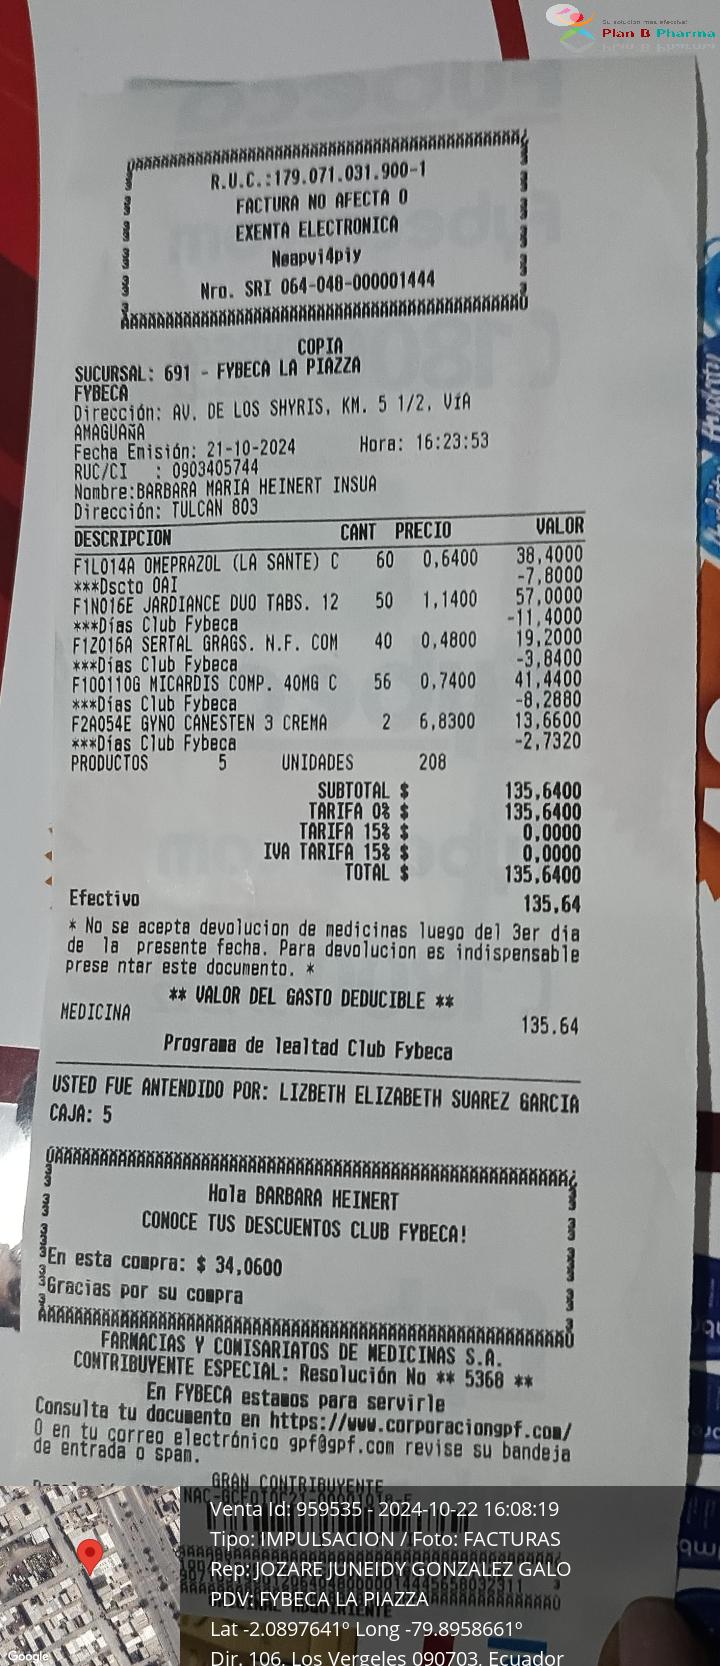 Su solucion mas efectiva!
Plan B Pharma
R.U.C.:179.071.031.900-1
FACTURA NO AFECTA O
EXENTA ELECTRONICA
Neapvi4piy
Nro. SRI 064-048-000001444
COPIA
SUCURSAL: 691 - FYBECA LA PIAZZA
FYBECA
Dirección: AV. DE LOS SHYRIS, KM. 5 1/2, VíA
AMAGUAÑA
Fecha Emisión: 21-10-2024 Hora: 16:23:53
RUC/CI : 0903405744
Nombre:BARBARA MARIA HEINERT INSUA
Dirección: TULCAN 803
DESCRIPCION CANT PRECIO VALOR
F1L014A OMEPRAZOL (LA SANTE) C 60 0,6400 38,4000
***Dscto OAI -7,8000
F1N016E JARDIANCE DUO TABS. 12 50 1,1400 57,0000
***Días Club Fybeca -11,4000
F1Z016A SERTAL GRAGS. N.F. COM 40 0,4800 19,2000
***Días Club Fybeca -3,8400
F100110G MICARDIS COMP. 40MG C 56 0,7400 41,4400
***Días Club Fybeca -8,2880
F2A054E GYNO CANESTEN 3 CREMA 2 6,8300 13,6600
***Días Club Fybeca -2,7320
PRODUCTOS 5 UNIDADES 208
SUBTOTAL $ 135,6400
TARIFA 0% $ 135,6400
TARIFA 15% $ 0,0000
IVA TARIFA 15% $ 0,0000
TOTAL $ 135,6400
Efectivo 135,64
* No se acepta devolucion de medicinas luego del 3er dia
de la presente fecha. Para devolucion es indispensable
prese ntar este documento. *
** VALOR DEL GASTO DEDUCIBLE **
MEDICINA 135.64
Programa de lealtad Club Fybeca
USTED FUE ANTENDIDO POR: LIZBETH ELIZABETH SUAREZ GARCIA
CAJA: 5
Hola BARBARA HEINERT
CONOCE TUS DESCUENTOS CLUB FYBECA!
En esta compra: $ 34,0600
Gracias por su compra
FARMACIAS Y COMISARIATOS DE MEDICINAS S.A.
CONTRIBUYENTE ESPECIAL: Resolución No ** 5368 **
En FYBECA estamos para servirle
Consulta tu documento en https://www.corporaciongpf.com/
O en tu correo electrónico gpf@gpf.com revise su bandeja
de entrada o spam.
GRAN CONTRIBUYENTE
Venta Id: 959535 - 2024-10-22 16:08:19
Tipo: IMPULSACION / Foto: FACTURAS
Rep: JOZARE JUNEIDY GONZALEZ GALO
PDV: FYBECA LA PIAZZA
Lat -2.0897641º Long -79.8958661º
Dir. 106, Los Vergeles 090703, Ecuador
Google